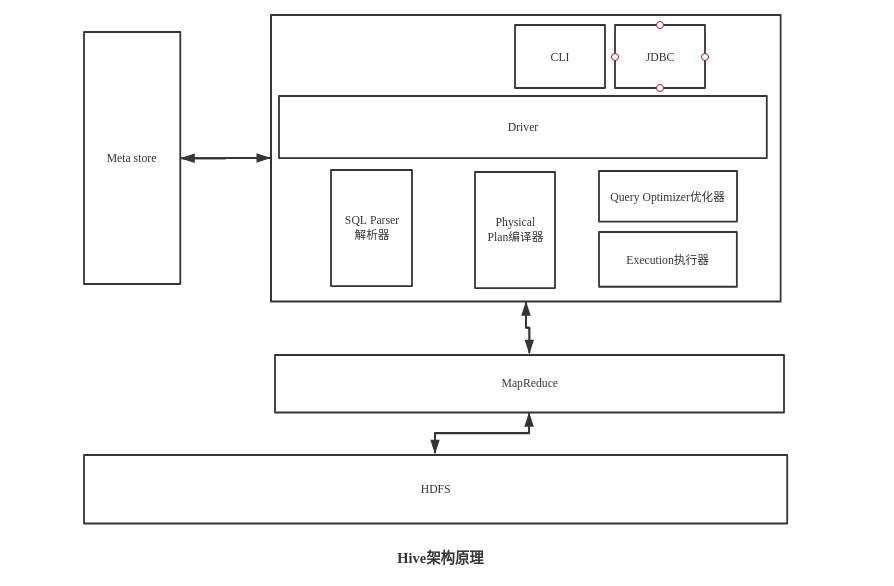 CLI
JDBC
Driver
Meta store
SQL Parser
解析器
Physical
Plan编译器
Query Optimizer优化器
Execution执行器
MapReduce
HDFS
Hive架构原理